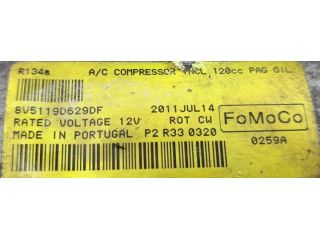 R134a A/C COMPRESSOR INCL 120cc PAG OIL
8V5119D629DF 2011JUL14
RATED VOLTAGE 12V ROT CW
MADE IN PORTUGAL P2 R33 0320
FoMoCo
0259A